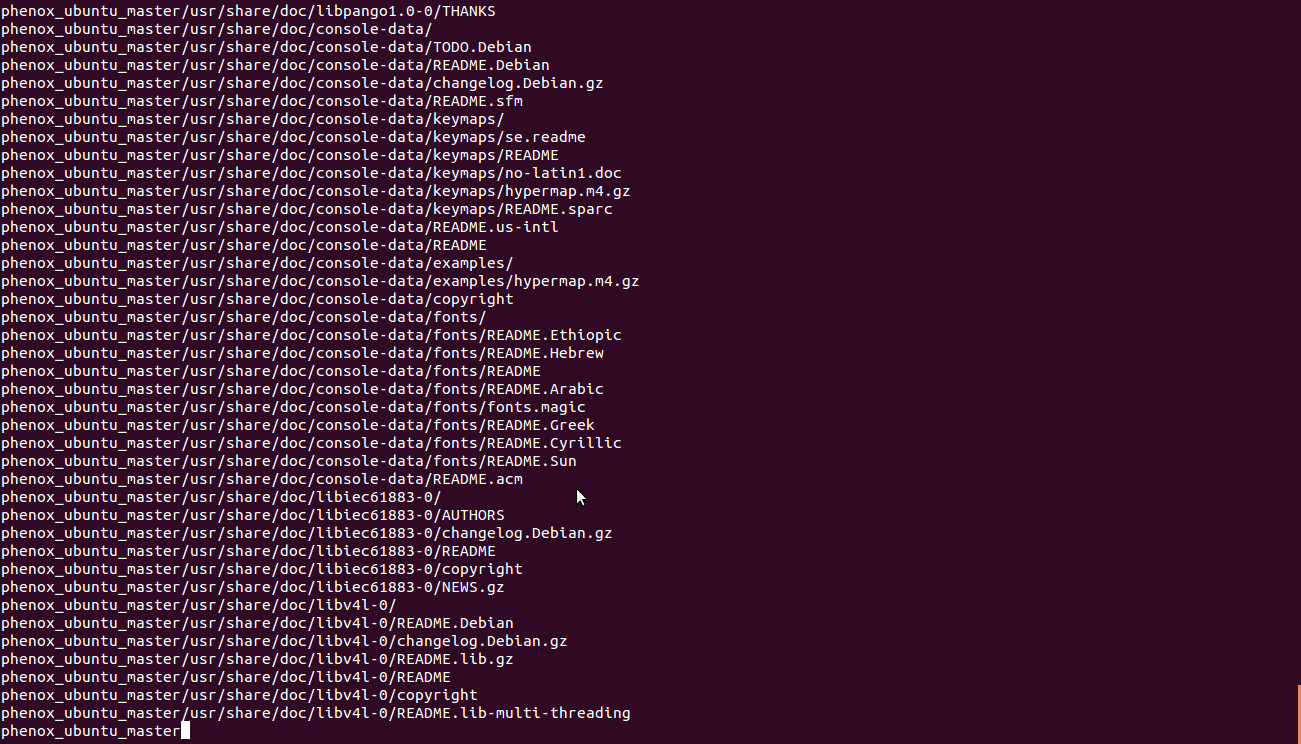 phenox_ubuntu_master/usr/share/doc/libpango1.0-0/THANKS
phenox_ubuntu_master/usr/share/doc/console-data/
phenox_ubuntu_master/usr/share/doc/console-data/TODO.Debian
phenox_ubuntu_master/usr/share/doc/console-data/README.Debian
phenox_ubuntu_master/usr/share/doc/console-data/changelog.Debian.gz
phenox_ubuntu_master/usr/share/doc/console-data/README.sfm
phenox_ubuntu_master/usr/share/doc/console-data/keymaps/
phenox_ubuntu_master/usr/share/doc/console-data/keymaps/se.readme
phenox_ubuntu_master/usr/share/doc/console-data/keymaps/README
phenox_ubuntu_master/usr/share/doc/console-data/keymaps/no-latin1.doc
phenox_ubuntu_master/usr/share/doc/console-data/keymaps/hypermap.m4.gz
phenox_ubuntu_master/usr/share/doc/console-data/keymaps/README.sparc
phenox_ubuntu_master/usr/share/doc/console-data/README.us-intl
phenox_ubuntu_master/usr/share/doc/console-data/README
phenox_ubuntu_master/usr/share/doc/console-data/examples/
phenox_ubuntu_master/usr/share/doc/console-data/examples/hypermap.m4.gz
phenox_ubuntu_master/usr/share/doc/console-data/copyright
phenox_ubuntu_master/usr/share/doc/console-data/fonts/
phenox_ubuntu_master/usr/share/doc/console-data/fonts/README.Ethiopic
phenox_ubuntu_master/usr/share/doc/console-data/fonts/README.Hebrew
phenox_ubuntu_master/usr/share/doc/console-data/fonts/README
phenox_ubuntu_master/usr/share/doc/console-data/fonts/README.Arabic
phenox_ubuntu_master/usr/share/doc/console-data/fonts/fonts.magic
phenox_ubuntu_master/usr/share/doc/console-data/fonts/README.Greek
phenox_ubuntu_master/usr/share/doc/console-data/fonts/README.Cyrillic
phenox_ubuntu_master/usr/share/doc/console-data/fonts/README.Sun
phenox_ubuntu_master/usr/share/doc/console-data/README.acm
phenox_ubuntu_master/usr/share/doc/libiec61883-0/
phenox_ubuntu_master/usr/share/doc/libiec61883-0/AUTHORS
phenox_ubuntu_master/usr/share/doc/libiec61883-0/changelog.Debian.gz
phenox_ubuntu_master/usr/share/doc/libiec61883-0/README
phenox_ubuntu_master/usr/share/doc/libiec61883-0/copyright
phenox_ubuntu_master/usr/share/doc/libiec61883-0/NEWS.gz
phenox_ubuntu_master/usr/share/doc/libv4l-0/
phenox_ubuntu_master/usr/share/doc/libv4l-0/README.Debian
phenox_ubuntu_master/usr/share/doc/libv4l-0/changelog.Debian.gz
phenox_ubuntu_master/usr/share/doc/libv4l-0/README.lib.gz
phenox_ubuntu_master/usr/share/doc/libv4l-0/README
phenox_ubuntu_master/usr/share/doc/libv4l-0/copyright
phenox_ubuntu_master/usr/share/doc/libv4l-0/README.lib-multi-threading
phenox_ubuntu_master